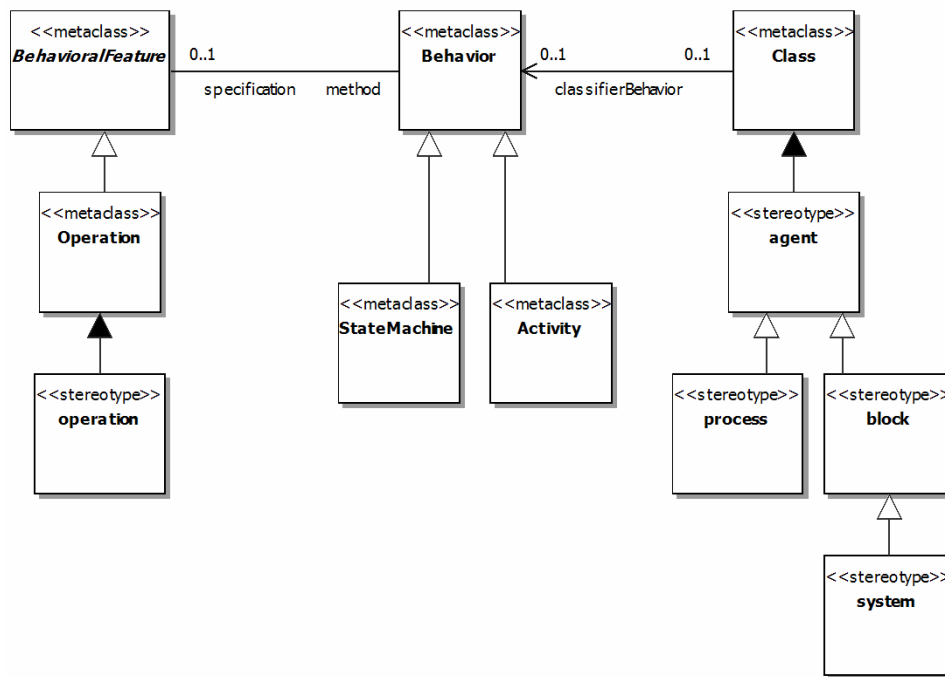 <<metaclass>>
BehavioralFeature
0..1
specification
method
<<metaclass>>
Behavior
0..1
classifierBehavior
0..1
<<metaclass>>
Class
<<metaclass>>
Operation
<<stereotype>>
agent
<<metaclass>>
StateMachine
<<metaclass>>
Activity
<<stereotype>>
operation
<<stereotype>>
process
<<stereotype>>
block
<<stereotype>>
system